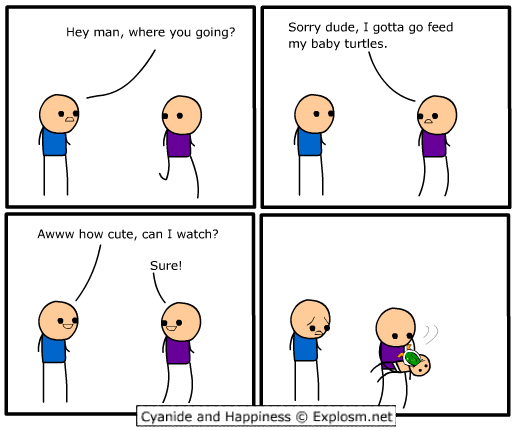 Hey man, where you going?
Sorry dude, I gotta go feed
my baby turtles.
Awww how cute, can I watch?
Sure!
Cyanide and Happiness © Explosm.net